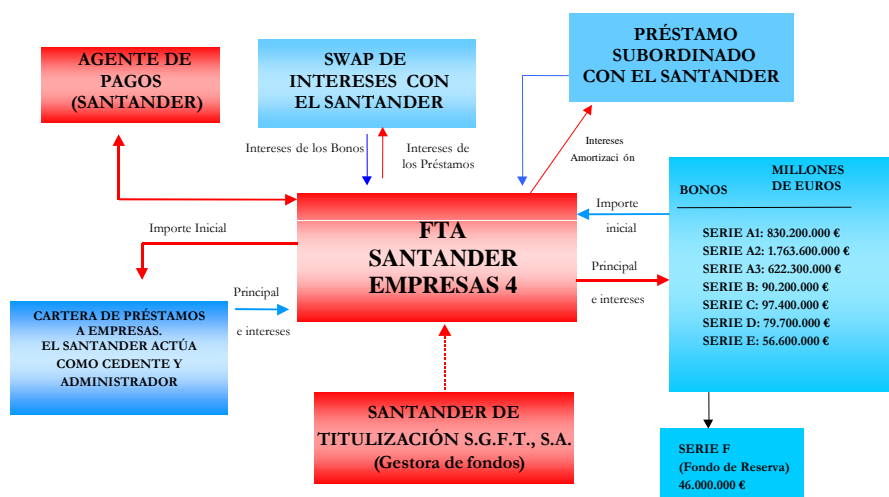 AGENTE DE
PAGOS
(SANTANDER)
SWAP DE
INTERESES CON
EL SANTANDER
PRÉSTAMO
SUBORDINADO
CON EL SANTANDER
Intereses de los Bonos
Intereses de
los Préstamos
Intereses
Amortizaci ón
MILLONES
DE EUROS
BONOS
SERIE A1: 830.200.000 €
SERIE A2: 1.763.600.000 €
SERIE A3: 622.300.000 €
SERIE B: 90.200.000 €
SERIE C: 97.400.000 €
SERIE D: 79.700.000 €
SERIE E: 56.600.000 €
Importe
inicial
Principal
e intereses
FTA
SANTANDER
EMPRESAS 4
Importe Inicial
Principal
e intereses
CARTERA DE PRÉSTAMOS
A EMPRESAS.
EL SANTANDER ACTÚA
COMO CEDENTE Y
ADMINISTRADOR
SANTANDER DE
TITULIZACIÓN S.G.F.T., S.A.
(Gestora de fondos)
SERIE F
(Fondo de Reserva)
46.000.000 €